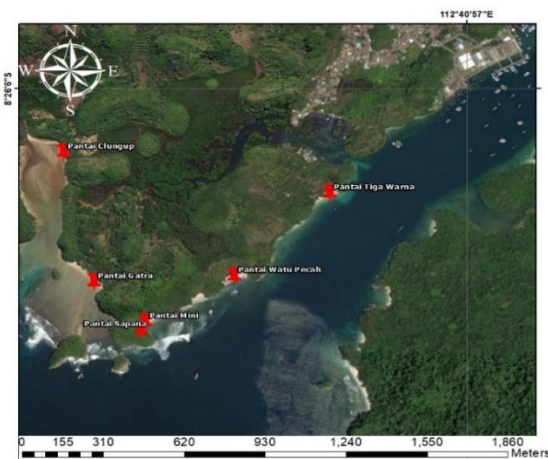 112°40'57"E
8°26'6"S
N
W
E
S
Pantai Clungup
Pantai Tiga Warna
Pantai Watu Pecah
Pantai Gatra
Pantai Mini
Pantai Sapana
0 155 310 620 930 1,240 1,550 1,860
Meters